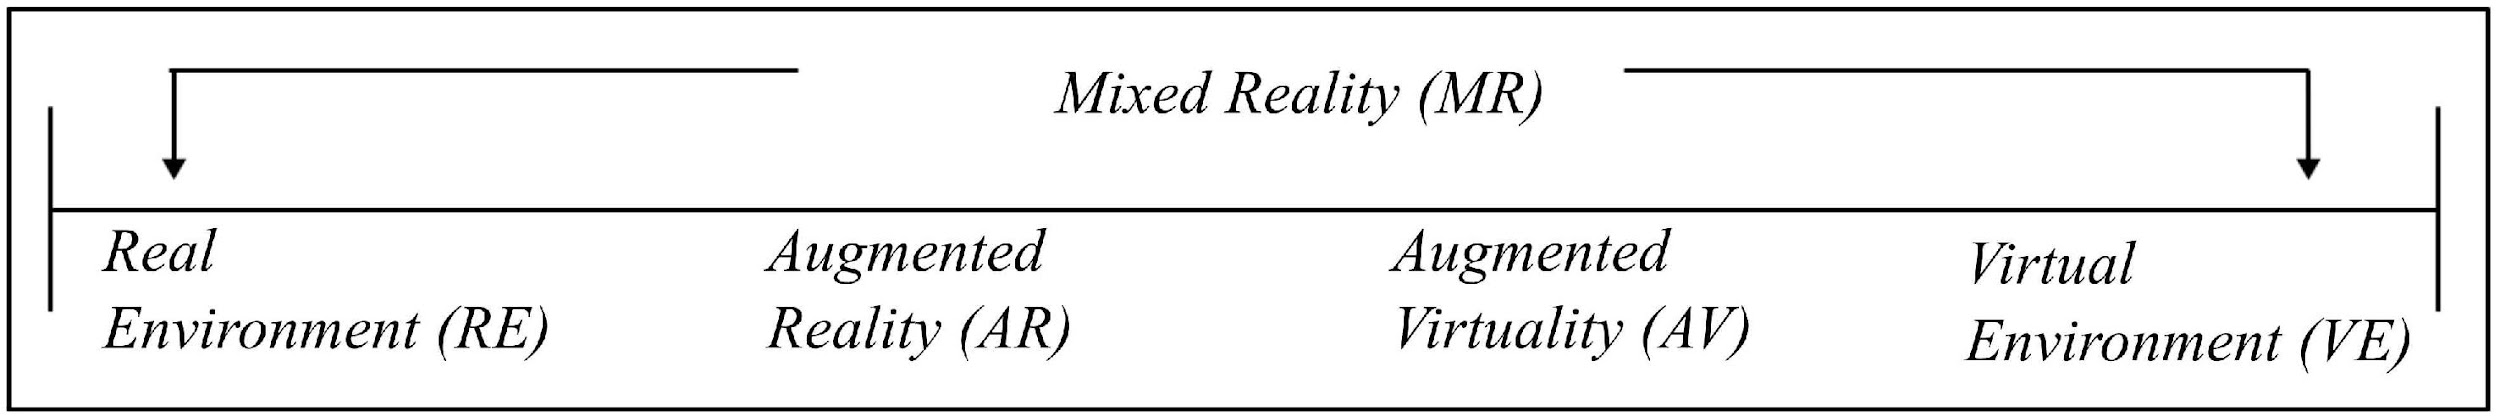 Mixed Reality (MR)
Real
Environment (RE)
Augmented
Reality (AR)
Augmented
Virtuality (AV)
Virtual
Environment (VE)